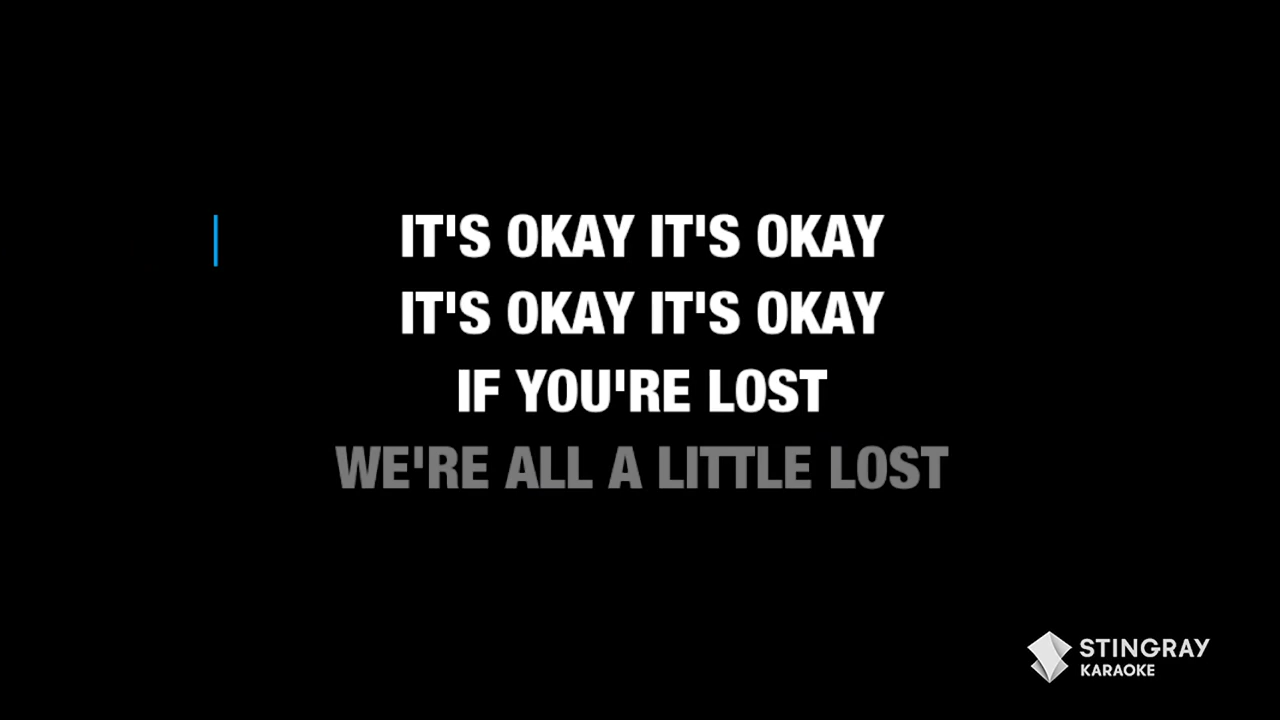 IT'S OKAY IT'S OKAY
IT'S OKAY IT'S OKAY
IF YOU'RE LOST
WE'RE ALL A LITTLE LOST
STINGRAY
KARAOKE